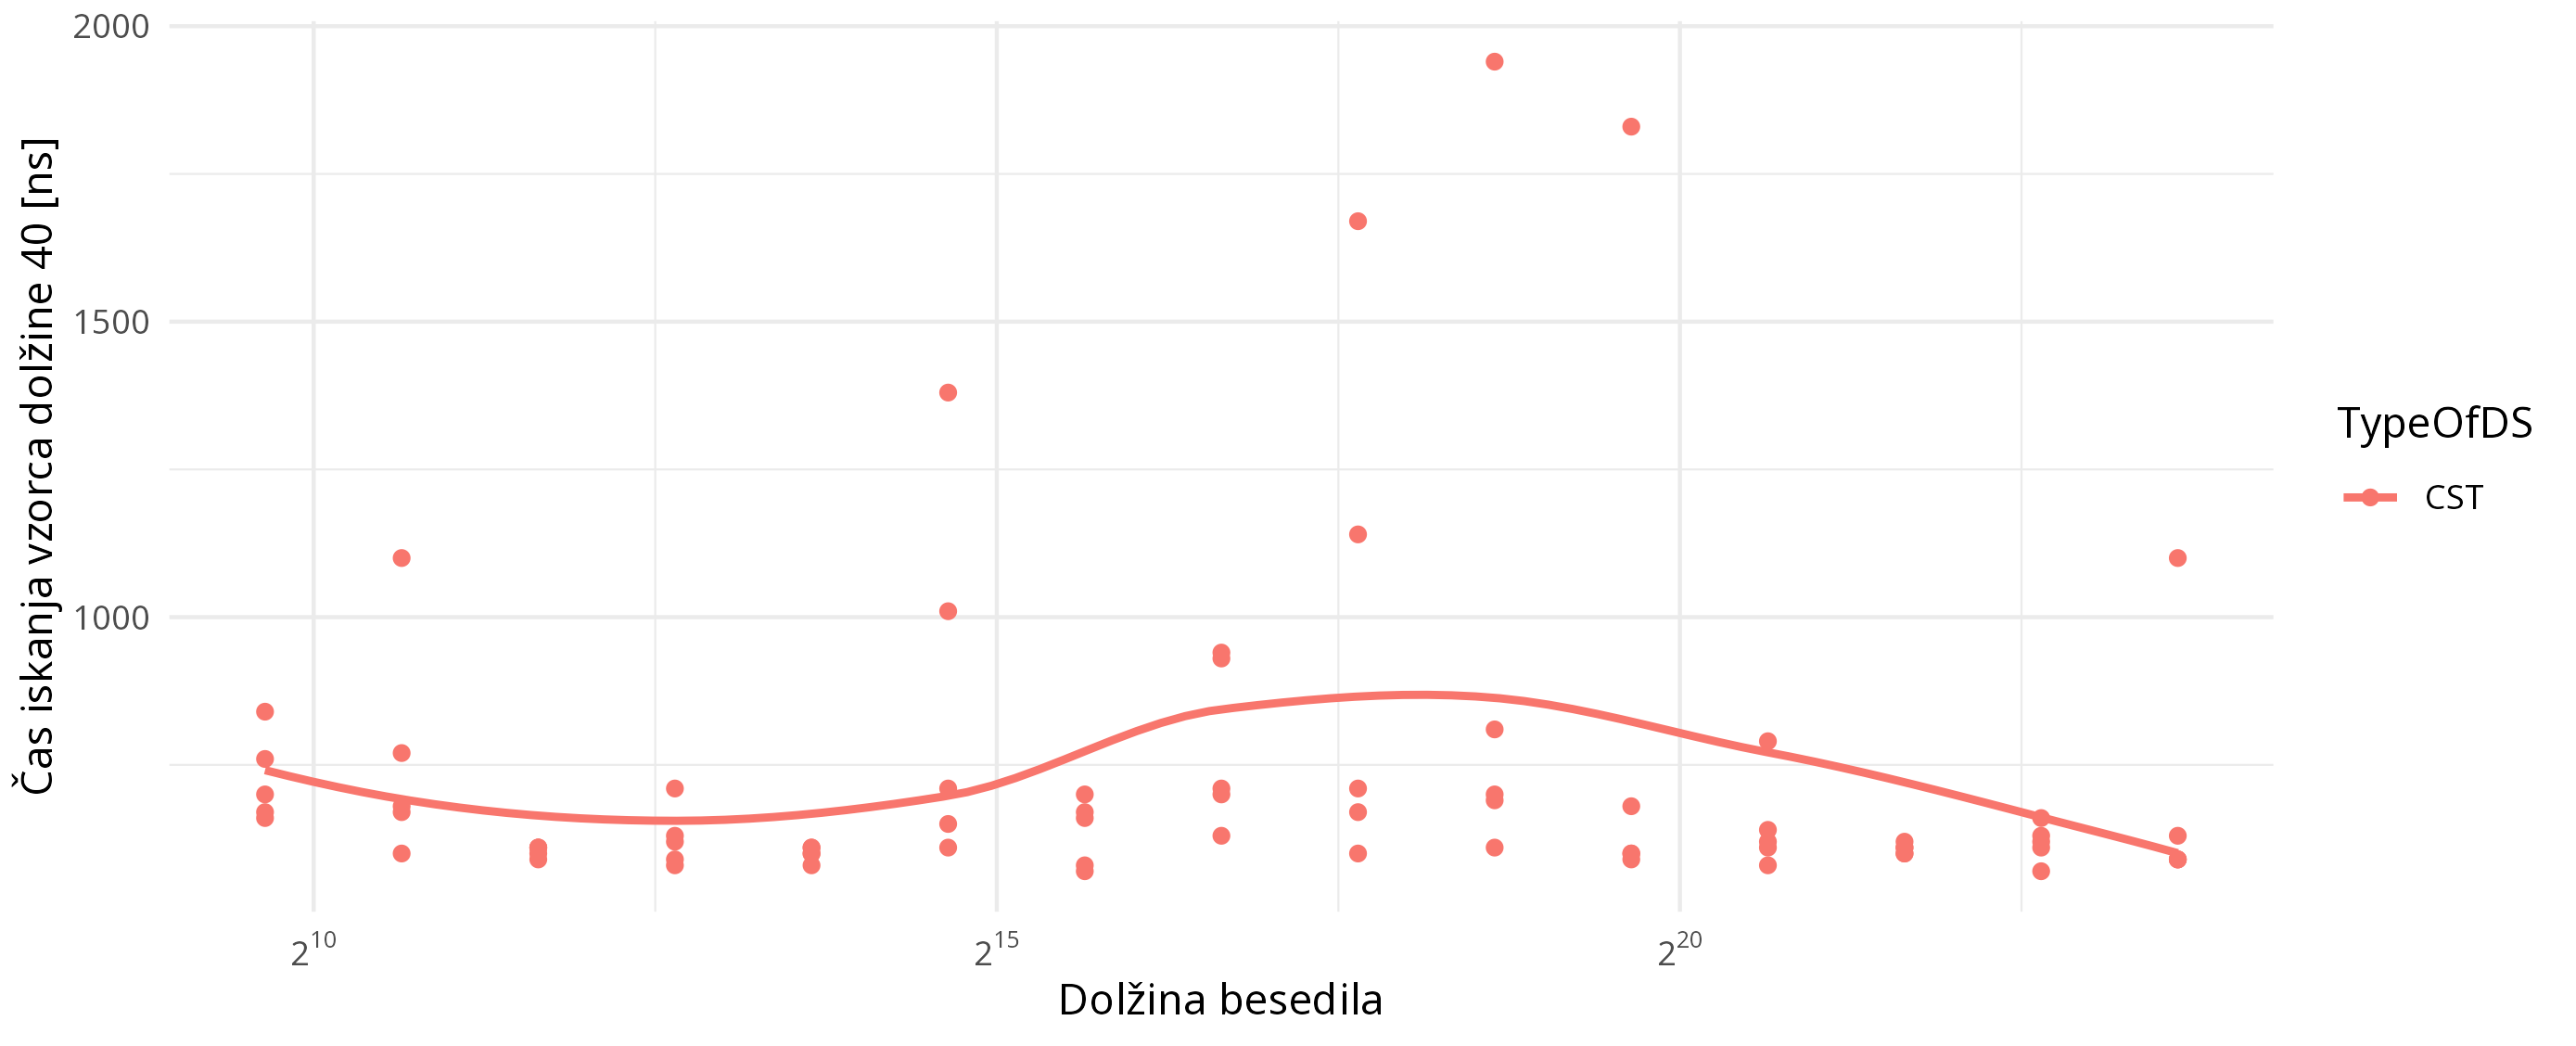 2000
1500
1000
Čas iskanja vzorca dolžine 40 [ns]
2^10
2^15
2^20
Dolžina besedila
TypeOfDS
CST